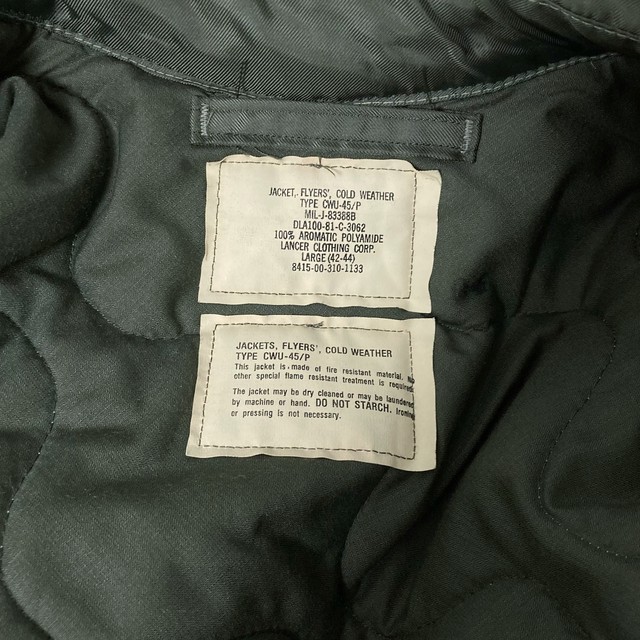 JACKET, FLYERS', COLD WEATHER
TYPE CWU-45/P
MIL-J-83388B
DLA100-81-C-3062
100% AROMATIC POLYAMIDE
LANCER CLOTHING CORP.
LARGE (42-44)
8415-00-310-1133
JACKETS, FLYERS', COLD WEATHER
TYPE CWU-45/P
This jacket is made of fire resistant material, No
other special flame resistant treatment is required.
The jacket may be dry cleaned or may be laundered
by machine or hand. DO NOT STARCH. Ironing
or pressing is not necessary.